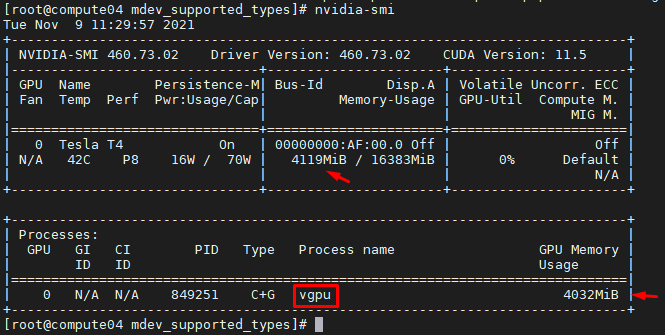 [root@compute04 mdev_supported_types]# nvidia-smi
Tue Nov  9 11:29:57 2021
+-----------------------------------------------------------------------------+
| NVIDIA-SMI 460.73.02    Driver Version: 460.73.02    CUDA Version: 11.5     |
|-------------------------------+----------------------+----------------------+
| GPU  Name        Persistence-M| Bus-Id        Disp.A | Volatile Uncorr. ECC |
| Fan  Temp  Perf  Pwr:Usage/Cap|         Memory-Usage | GPU-Util  Compute M. |
|                               |                      |               MIG M. |
|===============================+======================+======================|
|   0  Tesla T4            On   | 00000000:AF:00.0 Off |                  Off |
| N/A   42C    P8    16W /  70W |   4119MiB / 16383MiB |      0%      Default |
|                               |                      |                  N/A |
+-------------------------------+----------------------+----------------------+
+-----------------------------------------------------------------------------+
| Processes:                                                                  |
|  GPU   GI   CI        PID   Type   Process name                  GPU Memory |
|        ID   ID                                                   Usage      |
|=============================================================================|
|    0   N/A  N/A    849251    C+G   vgpu                             4032MiB |
+-----------------------------------------------------------------------------+
[root@compute04 mdev_supported_types]#